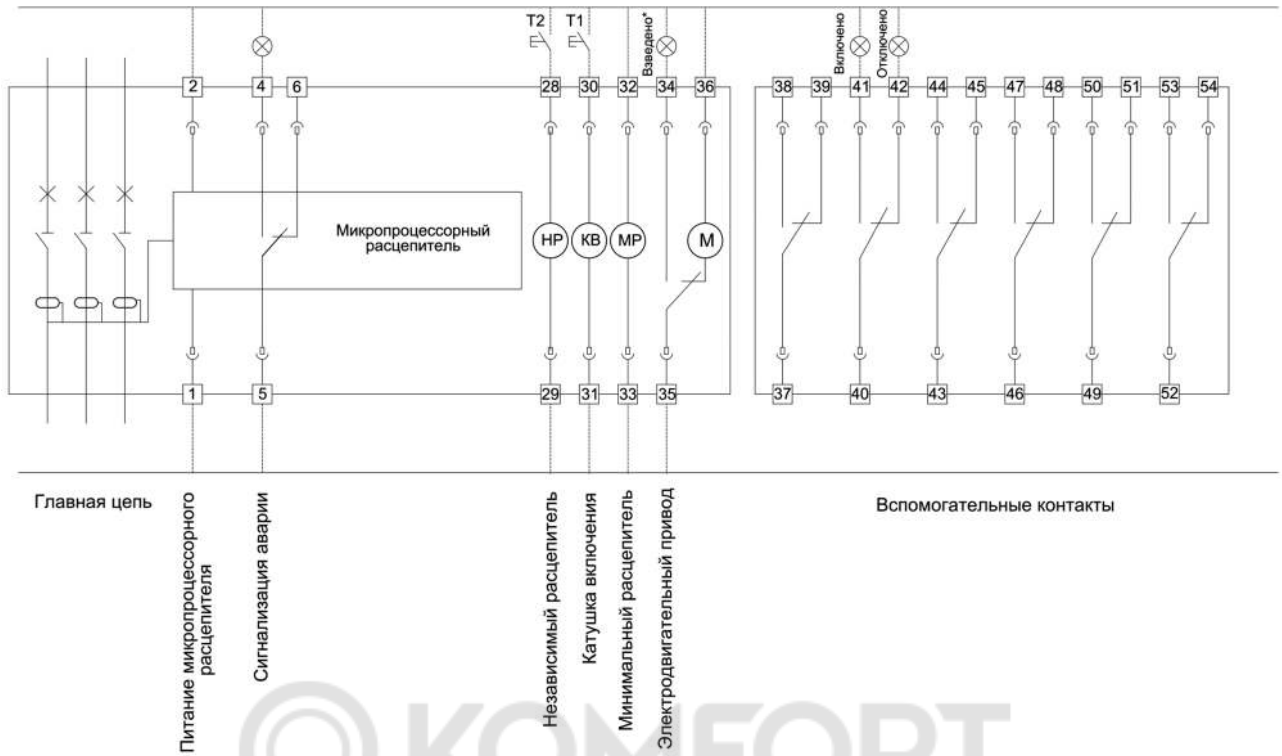 T2
T1
Взведено*
Включено
Отключено
2
4
6
28
30
32
34
36
38
39
41
42
44
45
47
48
50
51
53
54
Микропроцессорный
расцепитель
НР
КВ
МР
М
1
5
29
31
33
35
37
40
43
46
49
52
Главная цепь
Питание микропроцессорного
расцепителя
Сигнализация аварии
Независимый расцепитель
Катушка включения
Минимальный расцепитель
Электродвигательный привод
Вспомогательные контакты
KOMFORT